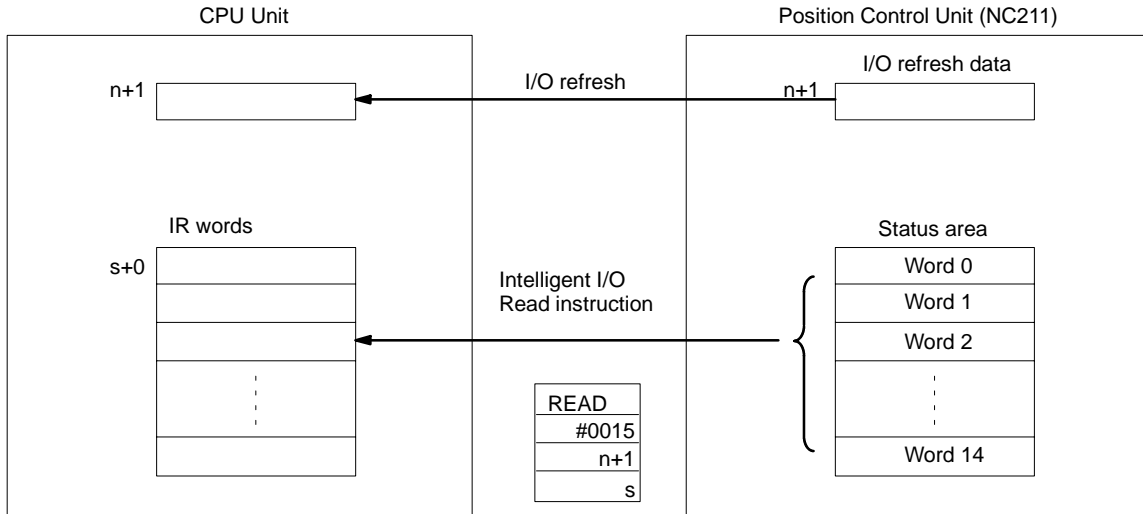 CPU Unit
Position Control Unit (NC211)
I/O refresh data
n+1
I/O refresh
n+1
IR words
Status area
s+0
Word 0
Intelligent I/O
Read instruction
Word 1
Word 2
READ
#0015
n+1
s
Word 14